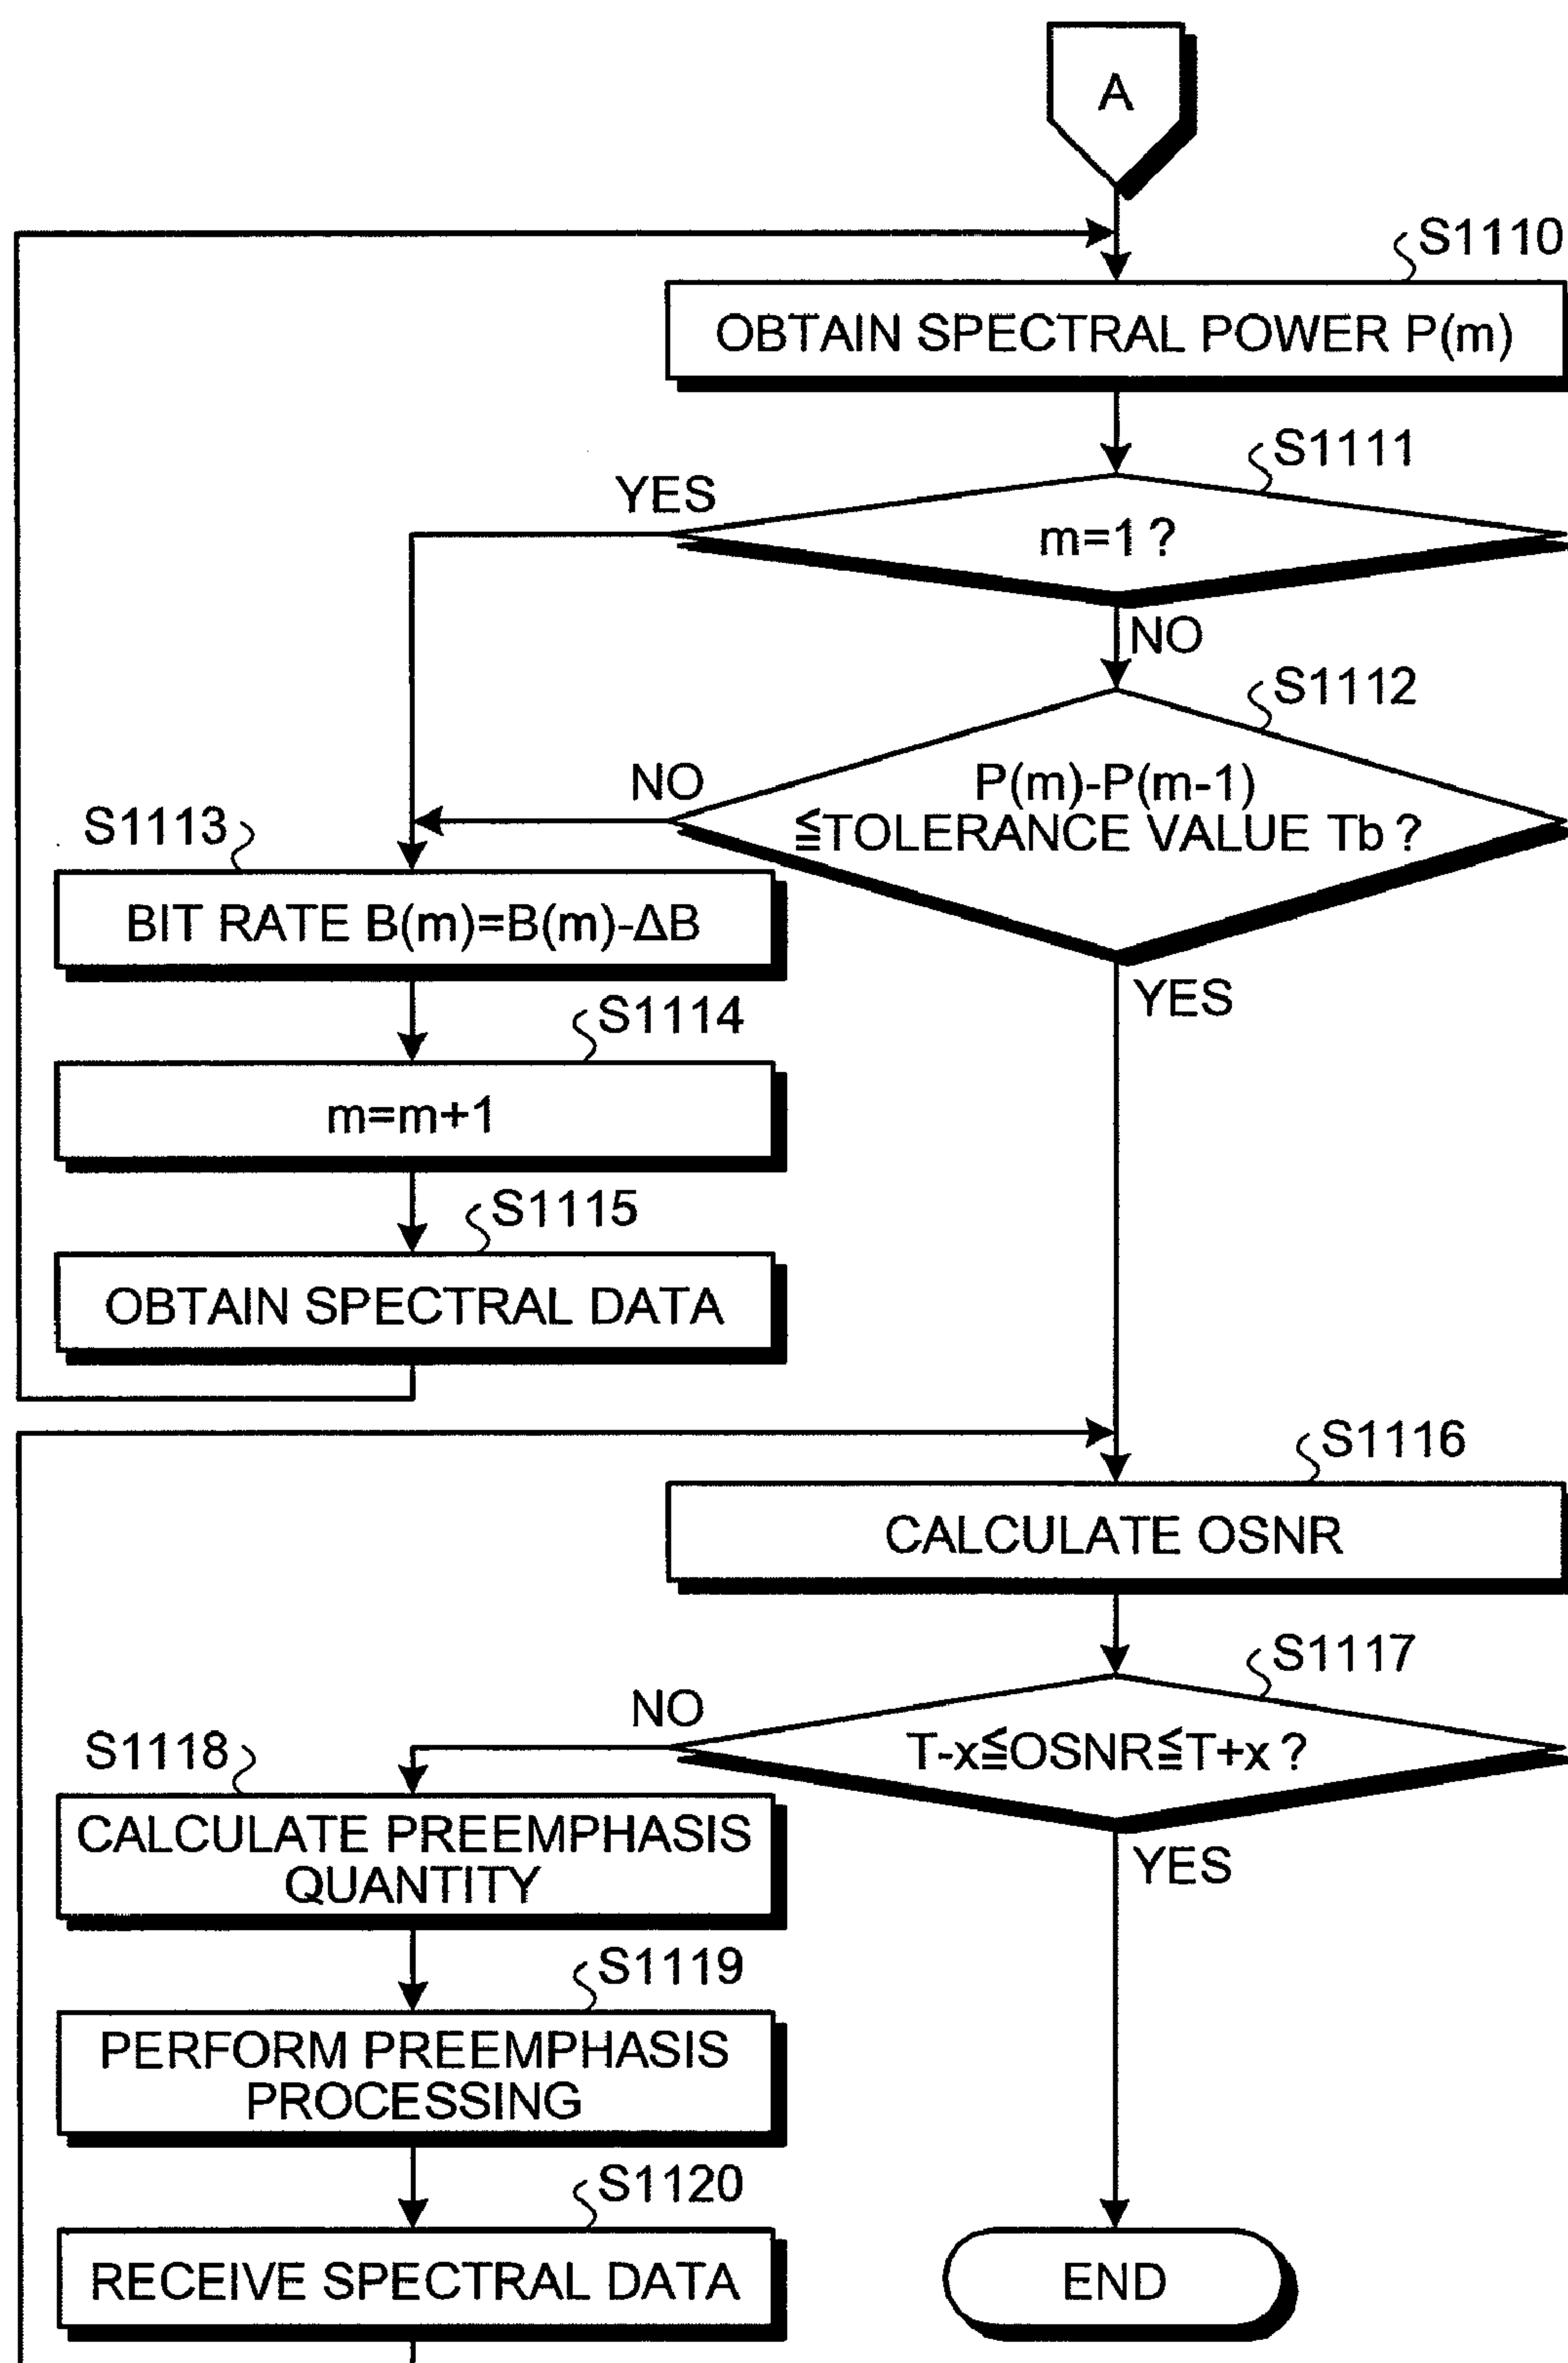 A
S1110
OBTAIN SPECTRAL POWER P(m)
S1111
YES
m=1 ?
NO
S1112
NO
P(m)-P(m-1)
≦TOLERANCE VALUE Tb ?
S1113
BIT RATE B(m)=B(m)-ΔB
YES
S1114
m=m+1
S1115
OBTAIN SPECTRAL DATA
S1116
CALCULATE OSNR
S1117
NO
T-x≦OSNR≦T+x ?
S1118
CALCULATE PREEMPHASIS
QUANTITY
YES
S1119
PERFORM PREEMPHASIS
PROCESSING
S1120
RECEIVE SPECTRAL DATA
END